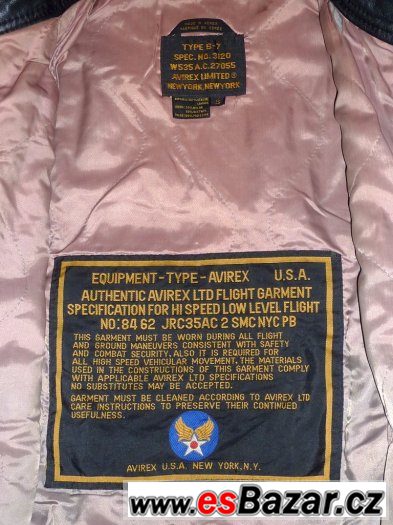 MADE IN KOREA
TYPE B-7
SPEC. NO. 3120
W535 A.C. 27855
AVIREX LIMITED®
NEW YORK, NEW YORK
S
EQUIPMENT-TYPE-AVIREX U.S.A.
AUTHENTIC AVIREX LTD FLIGHT GARMENT
SPECIFICATION FOR HI SPEED LOW LEVEL FLIGHT
NO: 84 62 JRC35AC 2 SMC NYC PB
THIS GARMENT MUST BE WORN DURING ALL FLIGHT
AND GROUND MANEUVERS CONSISTENT WITH SAFETY
AND COMBAT SECURITY. ALSO IT IS REQUIRED FOR
ALL HIGH SPEED VEHICULAR MOVEMENT. THE MATERIALS
USED IN THE CONSTRUCTIONS OF THIS GARMENT COMPLY
WITH APPLICABLE AVIREX LTD SPECIFICATIONS
NO SUBSTITUTES MAY BE ACCEPTED.
GARMENT MUST BE CLEANED ACCORDING TO AVIREX LTD
CARE INSTRUCTIONS TO PRESERVE THEIR CONTINUED
USEFULNESS.
AVIREX U.S.A. NEW YORK, N.Y.
www.esBazar.cz